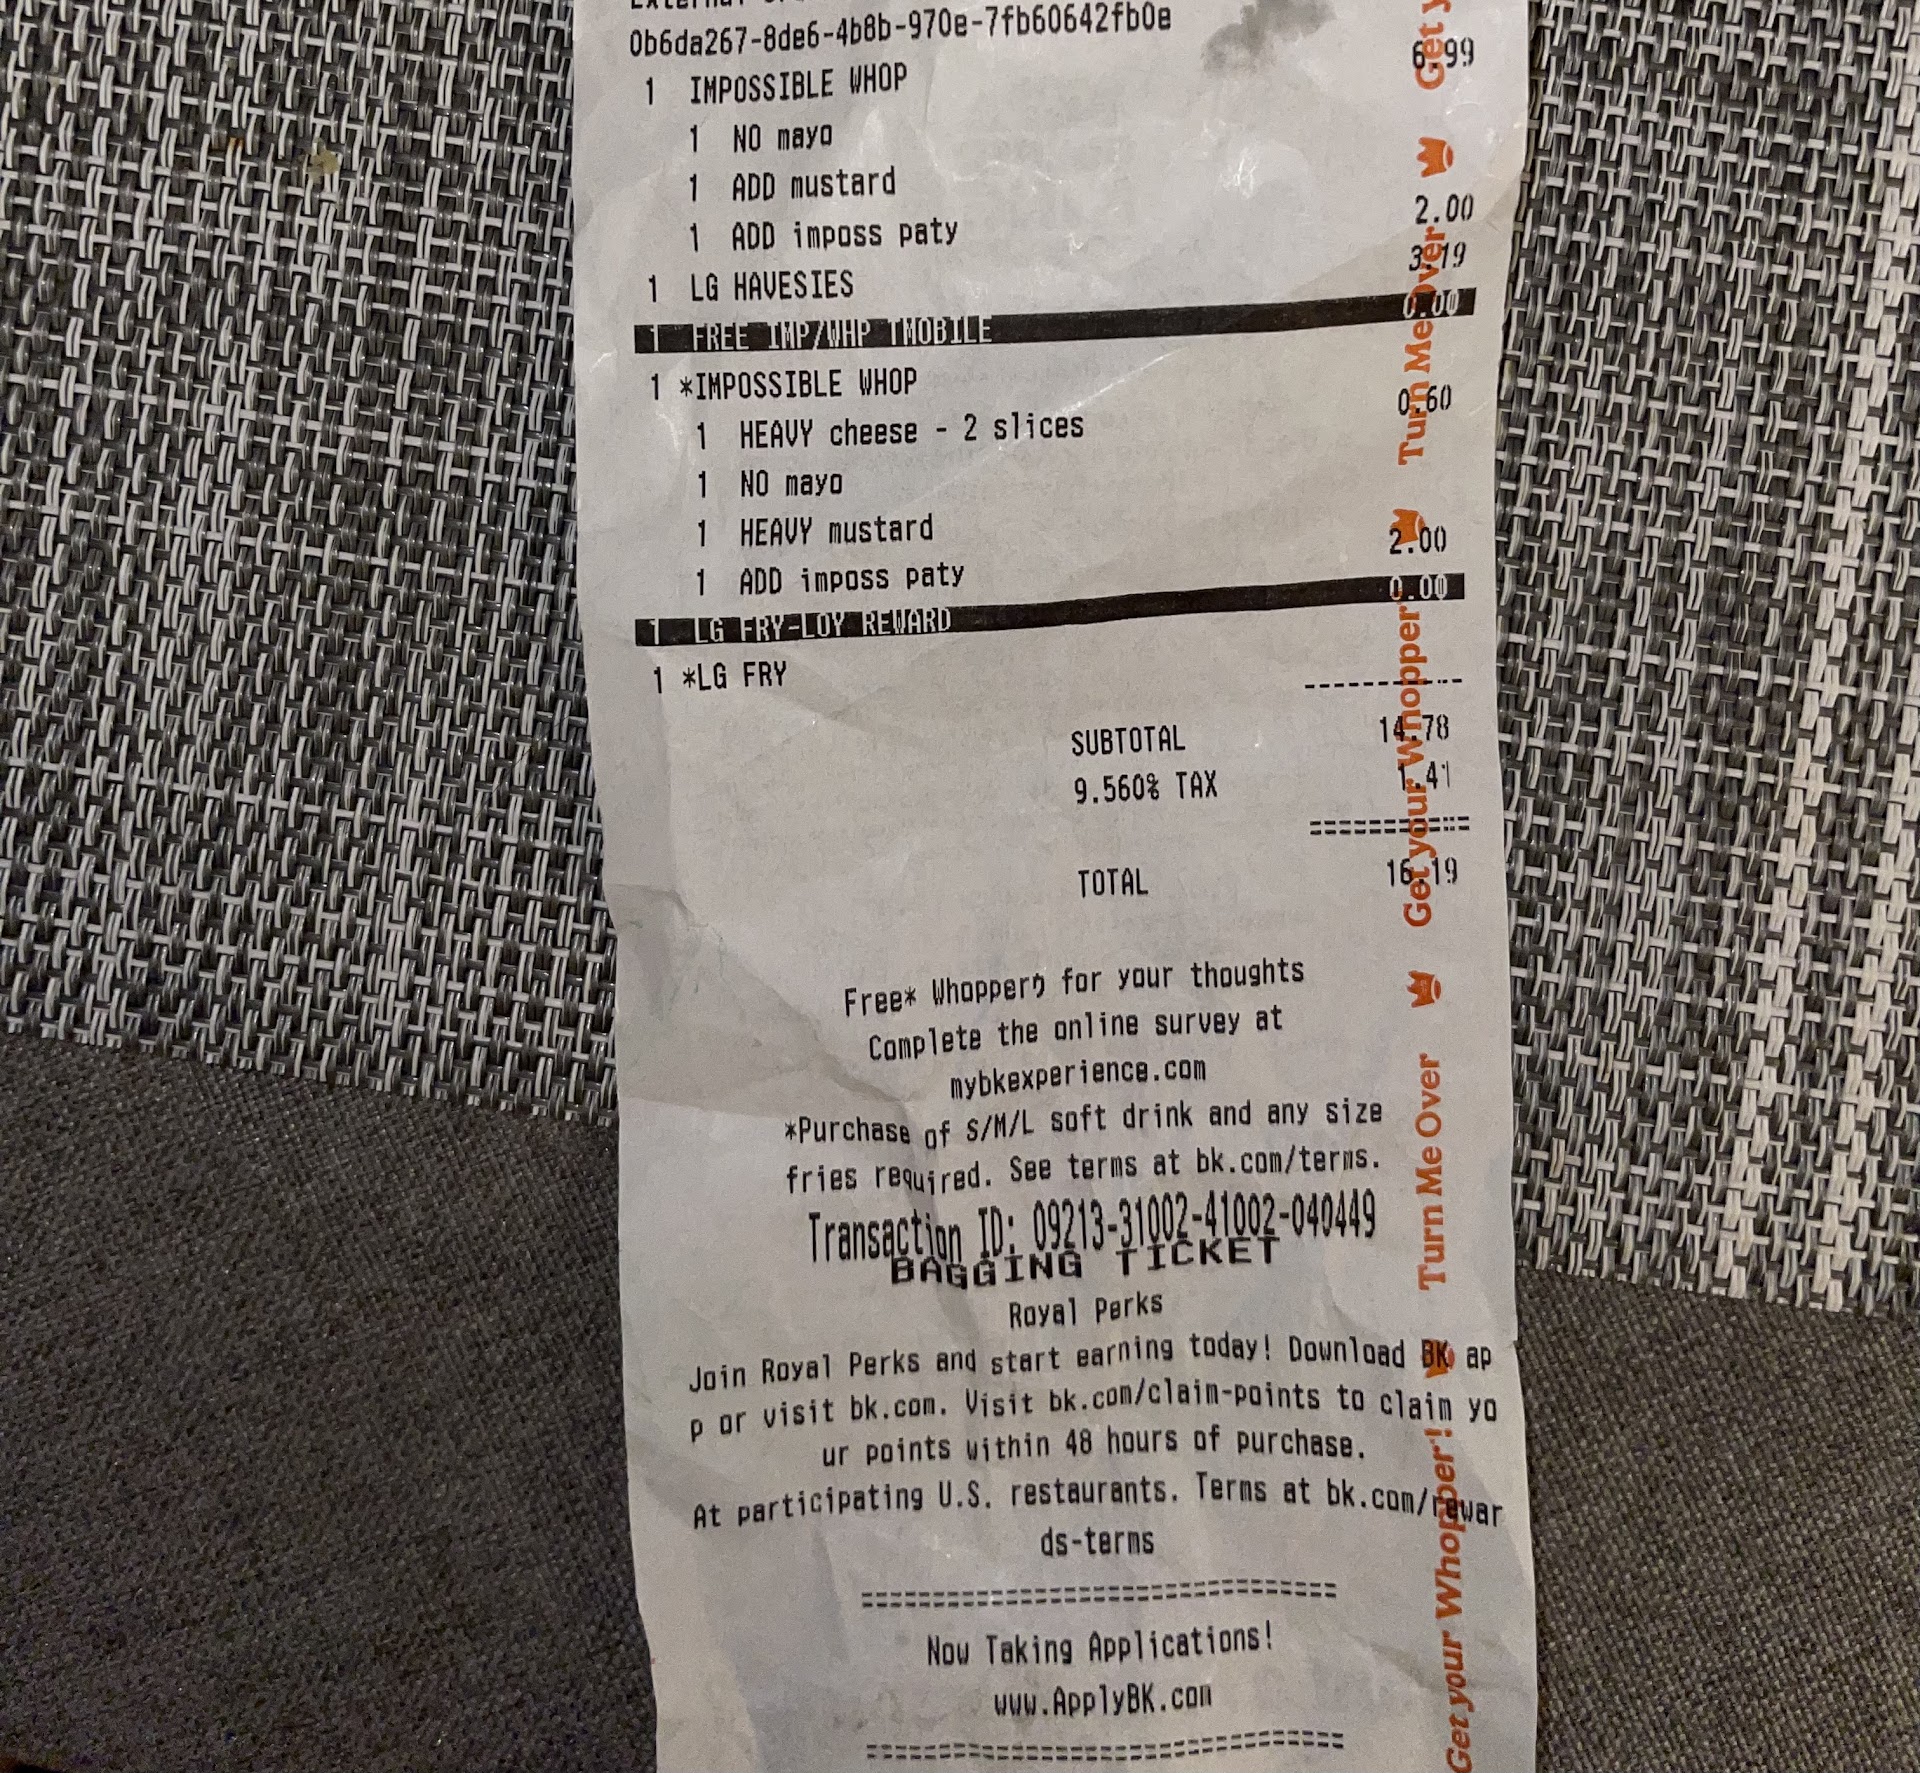 0b6da267-8de6-4b8b-970e-7fb60642fb0e
1 IMPOSSIBLE WHOP 6.99
1 NO mayo
1 ADD mustard
1 ADD imposs paty 2.00
1 LG HAVESIES 3.19
1 FREE IMP/WHP TMOBILE 0.00
1 *IMPOSSIBLE WHOP
1 HEAVY cheese - 2 slices 0.60
1 NO mayo
1 HEAVY mustard
1 ADD imposs paty 2.00
1 LG FRY-LOY REWARD 0.00
1 *LG FRY
SUBTOTAL 14.78
9.560% TAX 1.41
TOTAL 16.19
Free* Whopper for your thoughts
Complete the online survey at
mybkexperience.com
*Purchase of S/M/L soft drink and any size
fries required. See terms at bk.com/terms.
Transaction ID: 09213-31002-41002-040449
BAGGING TICKET
Royal Perks
Join Royal Perks and start earning today! Download BK ap
p or visit bk.com. Visit bk.com/claim-points to claim yo
ur points within 48 hours of purchase.
At participating U.S. restaurants. Terms at bk.com/rewar
ds-terms
Now Taking Applications!
www.ApplyBK.com
Get y
Turn Me Over
Get your Whopper
Turn Me Over
Get your Whopper!